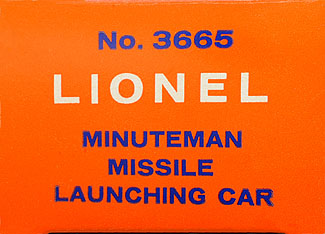 No. 3665
LIONEL
MINUTEMAN
MISSILE
LAUNCHING CAR